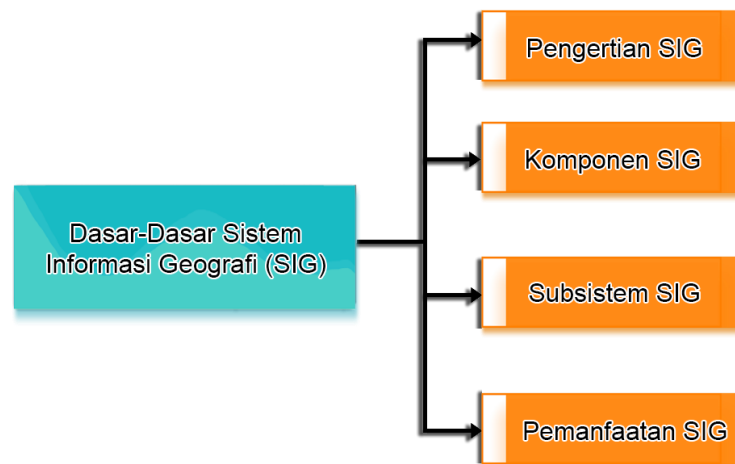 Pengertian SIG
Komponen SIG
Dasar-Dasar Sistem
Informasi Geografi (SIG)
Subsistem SIG
Pemanfaatan SIG